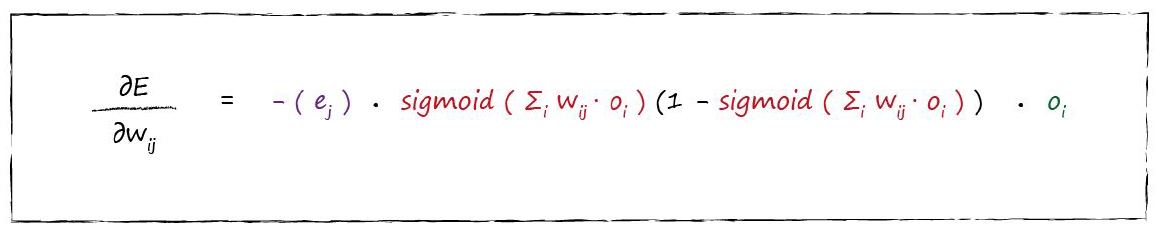 ∂E
∂w_ij
= - ( e_j ) · sigmoid ( Σ_i w_ij · o_i ) (1 - sigmoid ( Σ_i w_ij · o_i ) ) · o_i